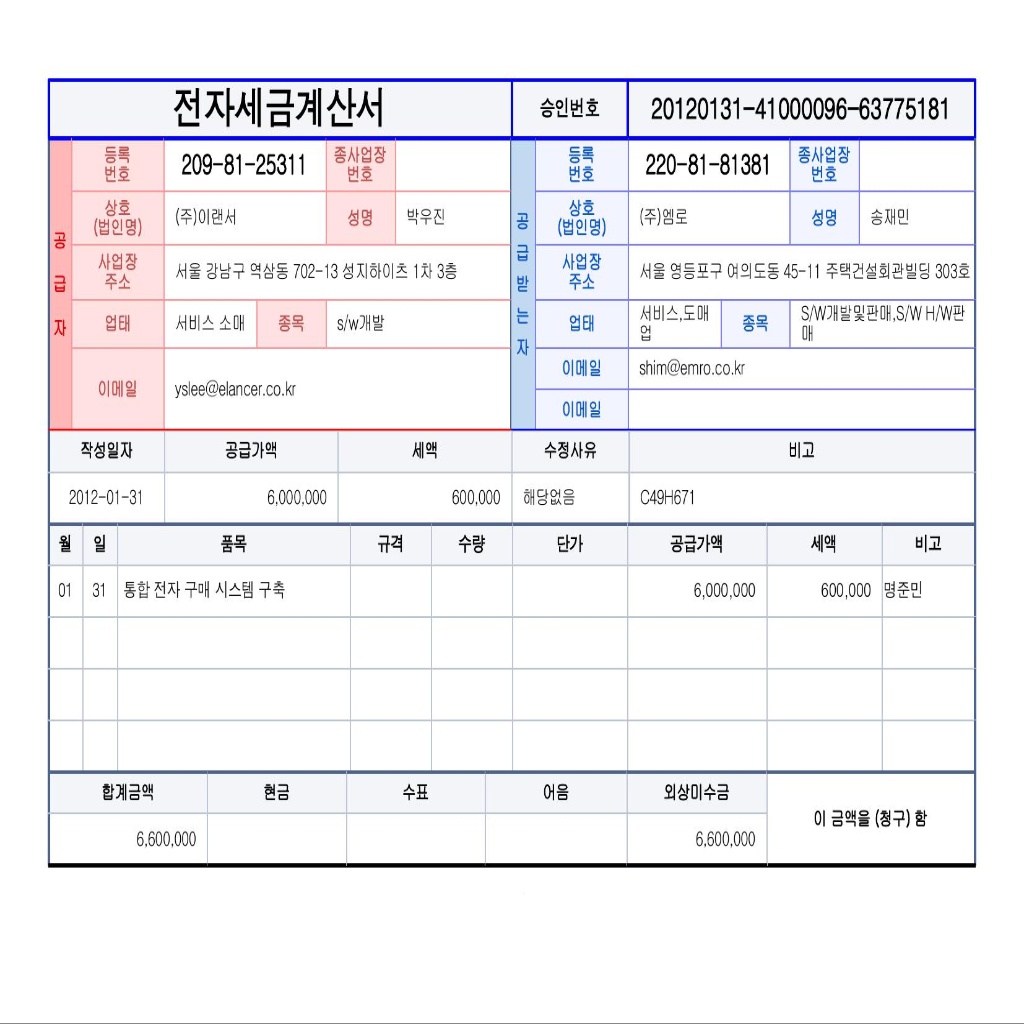 전자세금계산서 승인번호 20120131-41000096-63775181
공급자
등록번호 209-81-25311 종사업장번호
상호(법인명) (주)이랜서 성명 박우진
사업장주소 서울 강남구 역삼동 702-13 성지하이츠 1차 3층
업태 서비스 소매 종목 s/w개발
이메일 yslee@elancer.co.kr
공급받는자
등록번호 220-81-81381 종사업장번호
상호(법인명) (주)엠로 성명 송재민
사업장주소 서울 영등포구 여의도동 45-11 주택건설회관빌딩 303호
업태 서비스,도매업 종목 S/W개발및판매,S/W H/W판매
이메일 shim@emro.co.kr
이메일
작성일자 공급가액 세액 수정사유 비고
2012-01-31 6,000,000 600,000 해당없음 C49H671
월 일 품목 규격 수량 단가 공급가액 세액 비고
01 31 통합 전자 구매 시스템 구축 6,000,000 600,000 명준민
합계금액 현금 수표 어음 외상미수금 이 금액을 (청구) 함
6,600,000 6,600,000